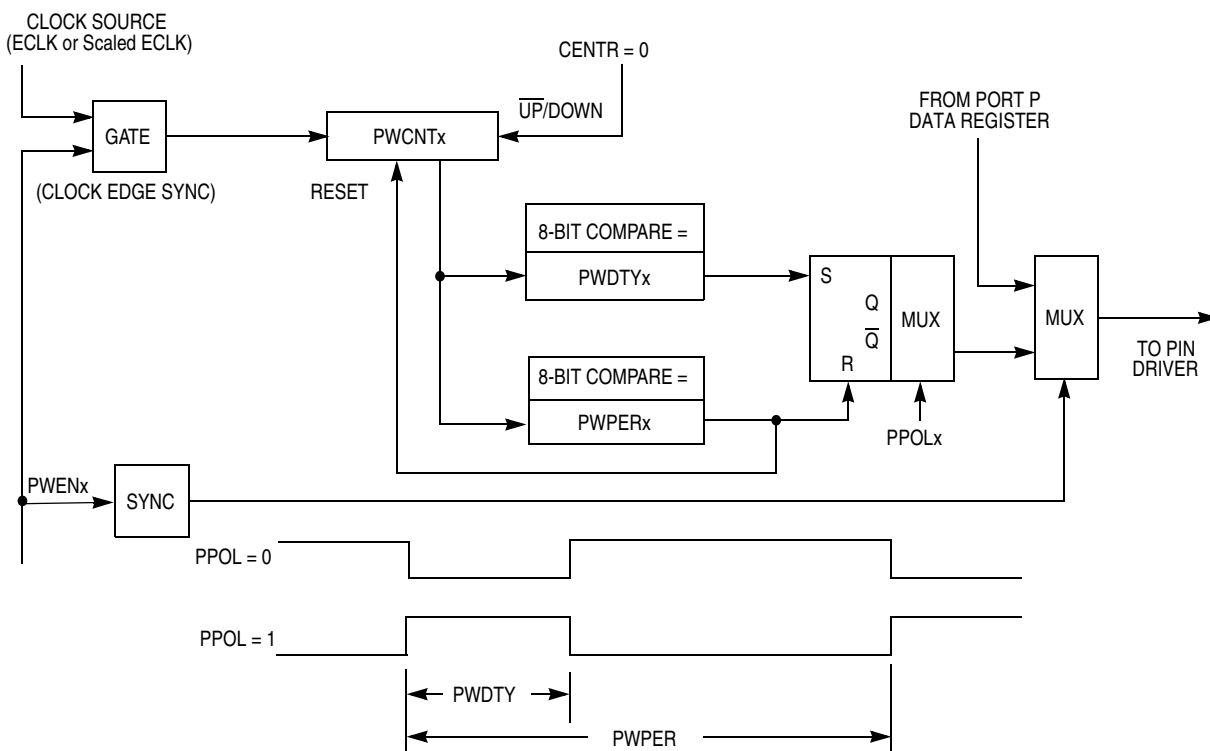 CLOCK SOURCE
(ECLK or Scaled ECLK)
CENTR = 0
UP/DOWN
FROM PORT P
DATA REGISTER
GATE
PWCNTx
(CLOCK EDGE SYNC)
RESET
8-BIT COMPARE =
PWDTYx
S
Q
Q
R
MUX
MUX
TO PIN
DRIVER
8-BIT COMPARE =
PWPERx
PPOLx
PWENx
SYNC
PPOL = 0
PPOL = 1
PWDTY
PWPER